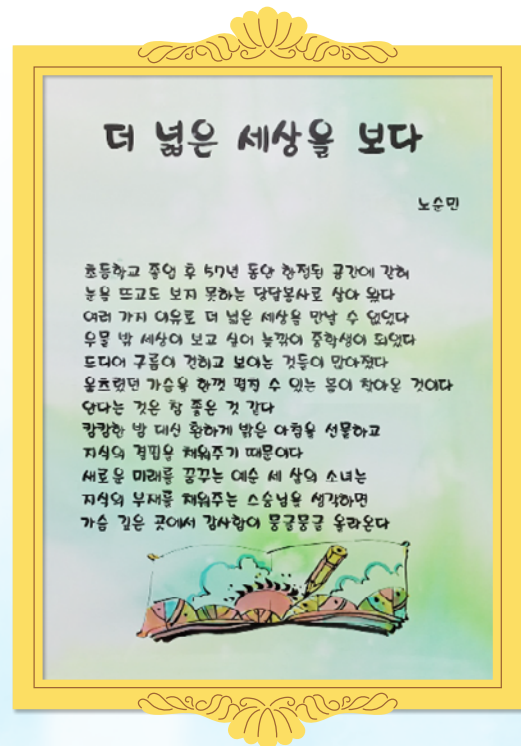 더 넓은 세상을 보다
노순민
초등학교 졸업 후 57년 동안 한정된 공간에 갇혀
눈을 뜨고도 보지 못하는 당달봉사로 살아 왔다
여러 가지 이유로 더 넓은 세상을 만날 수 없었다
우물 밖 세상이 보고 싶어 늦깎이 중학생이 되었다
드디어 구름이 걷히고 보이는 것들이 많아졌다
움츠렸던 가슴을 한껏 펼칠 수 있는 봄이 찾아온 것이다
안다는 것은 참 좋은 것 같다
캄캄한 밤 대신 환하게 밝은 아침을 선물하고
지식의 결핍을 채워주기 때문이다
새로운 미래를 꿈꾸는 예순 세 살의 소녀는
지식의 부재를 채워주는 스승님을 생각하면
가슴 깊은 곳에서 감사함이 뭉글뭉글 올라온다